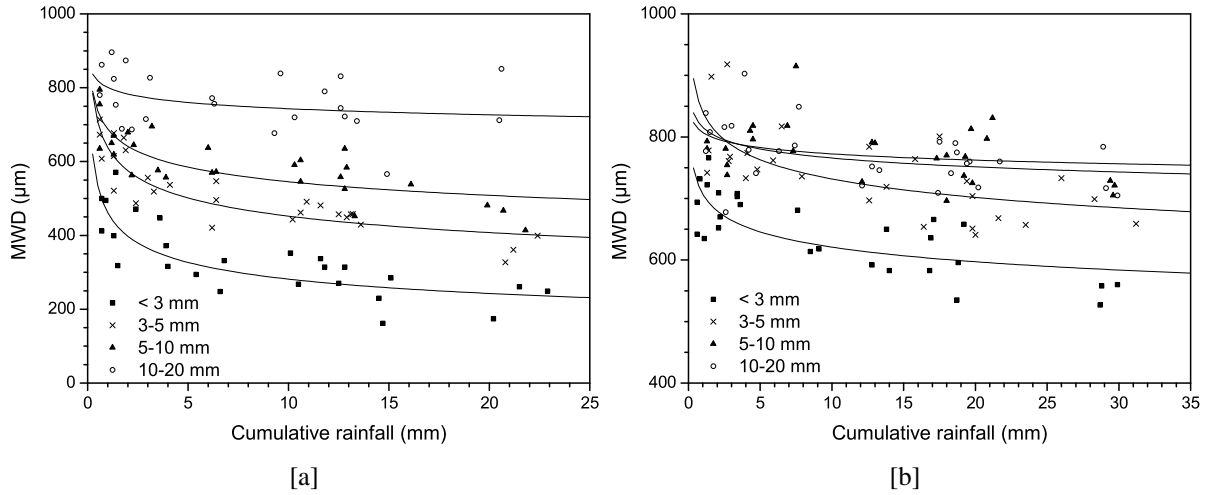 1000
800
600
400
200
0
MWD (μm)
0 5 10 15 20 25
Cumulative rainfall (mm)
< 3 mm
3-5 mm
5-10 mm
10-20 mm
[a]
1000
800
600
400
MWD (μm)
0 5 10 15 20 25 30 35
Cumulative rainfall (mm)
< 3 mm
3-5 mm
5-10 mm
10-20 mm
[b]